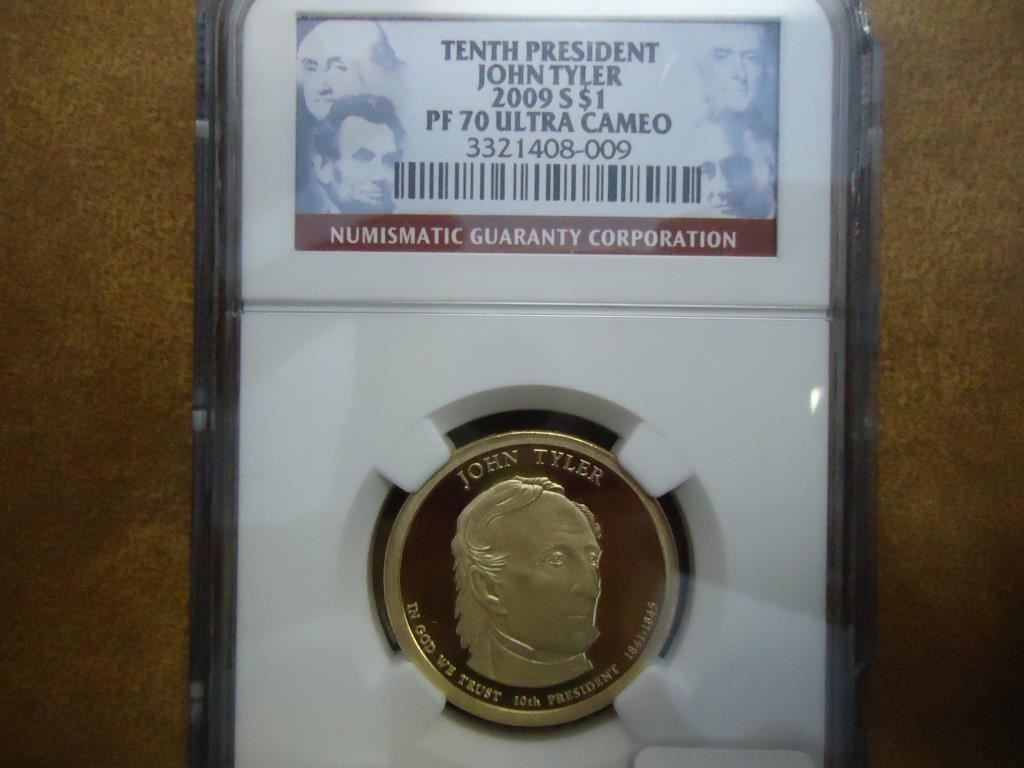 TENTH PRESIDENT
JOHN TYLER
2009 S $1
PF 70 ULTRA CAMEO
3321408-009
NUMISMATIC GUARANTY CORPORATION
JOHN TYLER
IN GOD WE TRUST 10th PRESIDENT 1841-1845